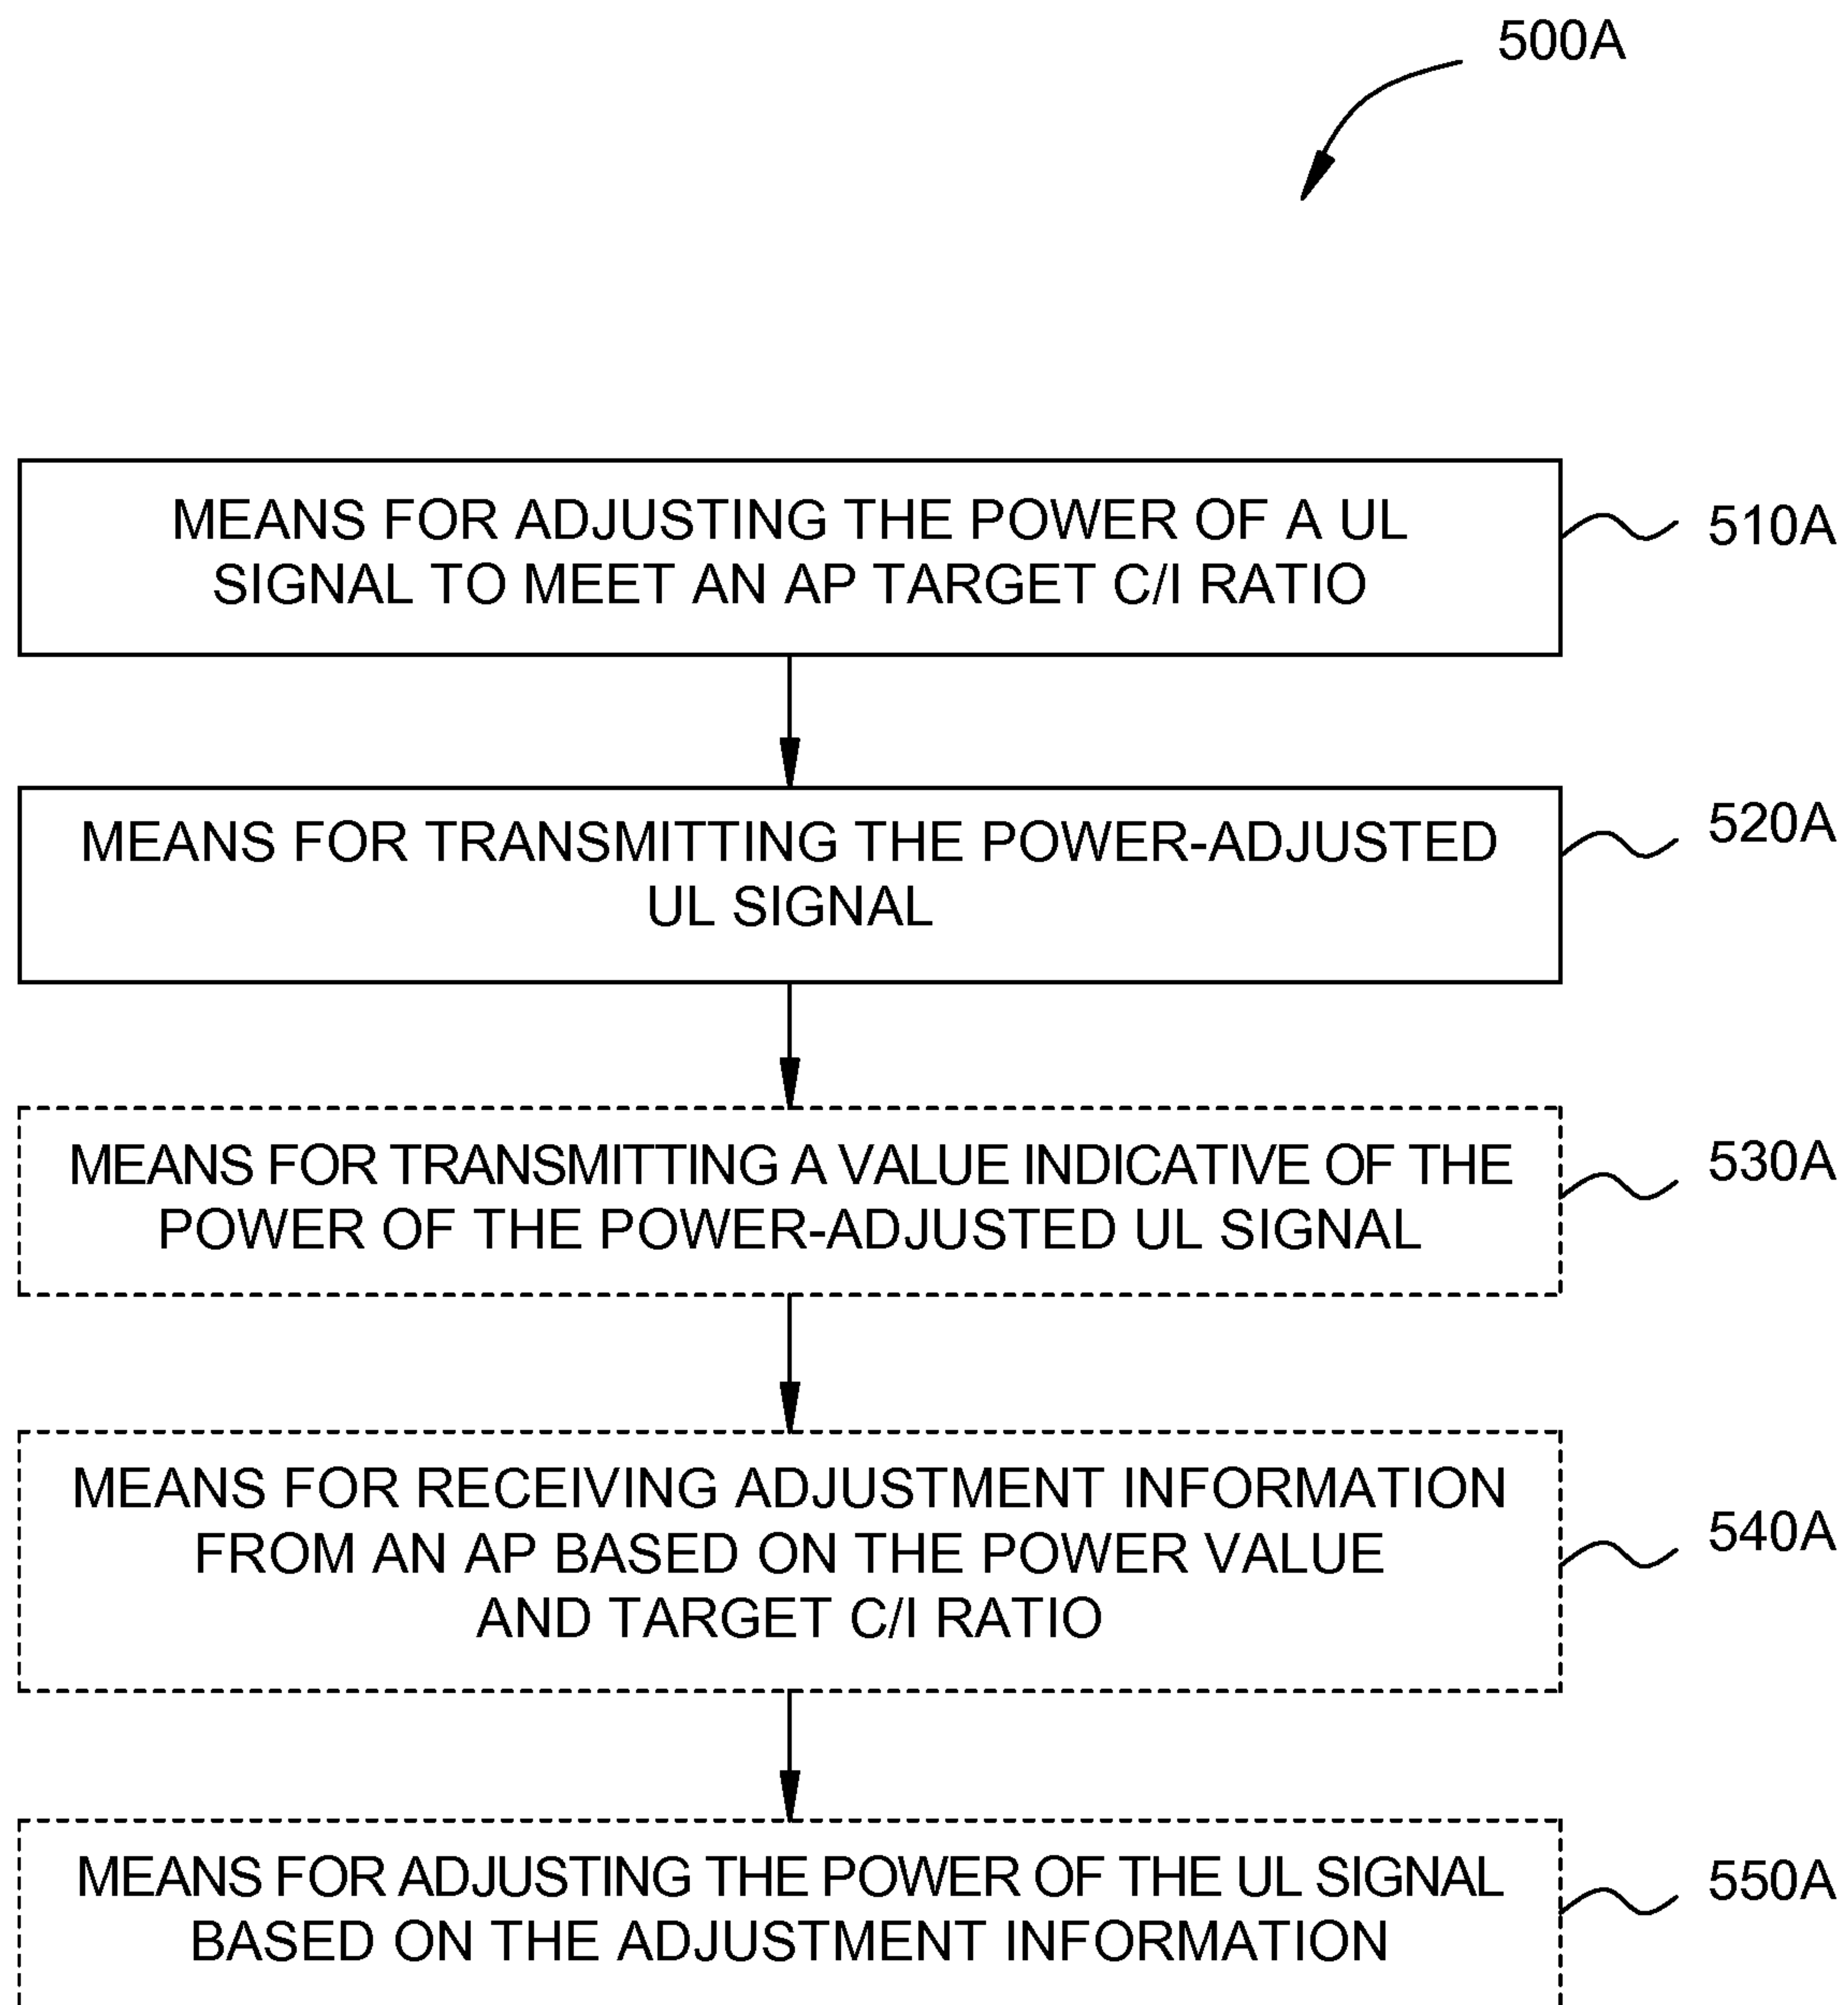 500A
MEANS FOR ADJUSTING THE POWER OF A UL
SIGNAL TO MEET AN AP TARGET C/I RATIO
510A
MEANS FOR TRANSMITTING THE POWER-ADJUSTED
UL SIGNAL
520A
MEANS FOR TRANSMITTING A VALUE INDICATIVE OF THE
POWER OF THE POWER-ADJUSTED UL SIGNAL
530A
MEANS FOR RECEIVING ADJUSTMENT INFORMATION
FROM AN AP BASED ON THE POWER VALUE
AND TARGET C/I RATIO
540A
MEANS FOR ADJUSTING THE POWER OF THE UL SIGNAL
BASED ON THE ADJUSTMENT INFORMATION
550A